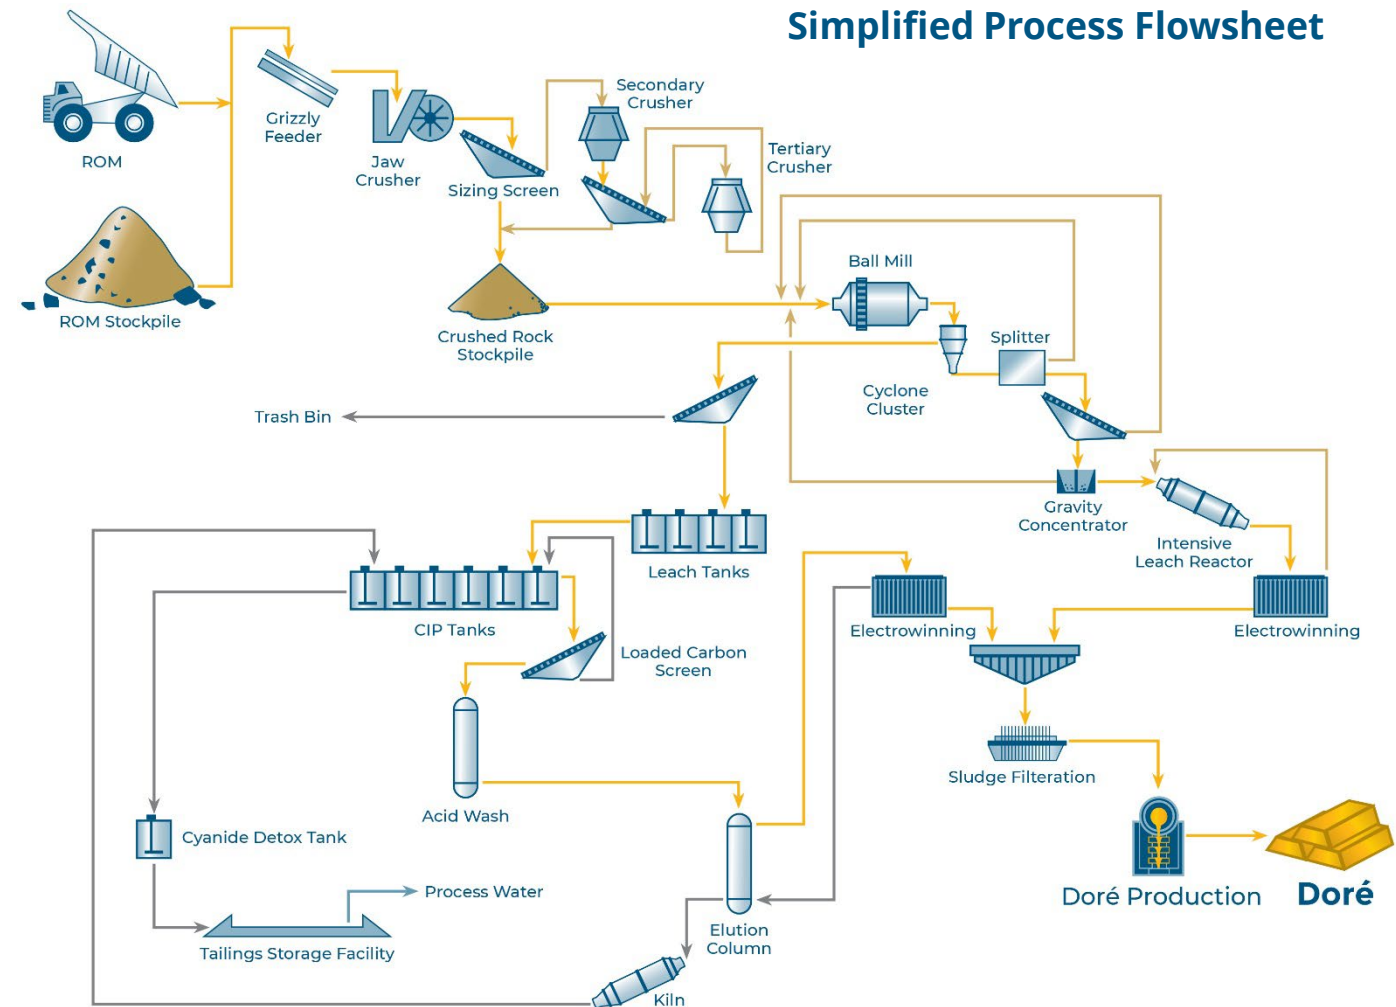 Simplified Process Flowsheet
ROM
Grizzly
Feeder
Jaw
Crusher
Sizing Screen
Secondary
Crusher
Tertiary
Crusher
ROM Stockpile
Crushed Rock
Stockpile
Ball Mill
Splitter
Cyclone
Cluster
Trash Bin
Gravity
Concentrator
Intensive
Leach Reactor
Leach Tanks
CIP Tanks
Loaded Carbon
Screen
Electrowinning
Electrowinning
Sludge Filteration
Acid Wash
Cyanide Detox Tank
Process Water
Tailings Storage Facility
Elution
Column
Kiln
Doré Production
Doré